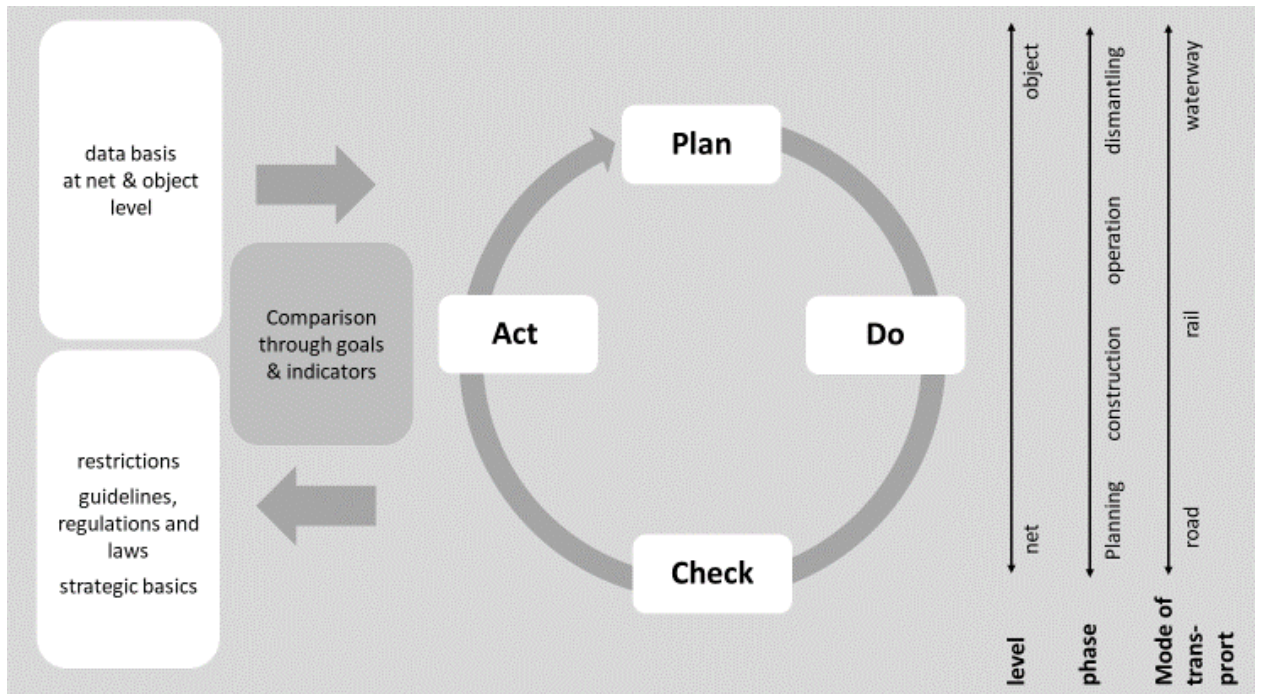 data basis
at net & object
level
restrictions
guidelines,
regulations and
laws
strategic basics
Comparison
through goals
& indicators
Plan
Do
Check
Act
object
net
level
dismantling
operation
construction
Planning
phase
waterway
rail
road
Mode of
trans-
prort